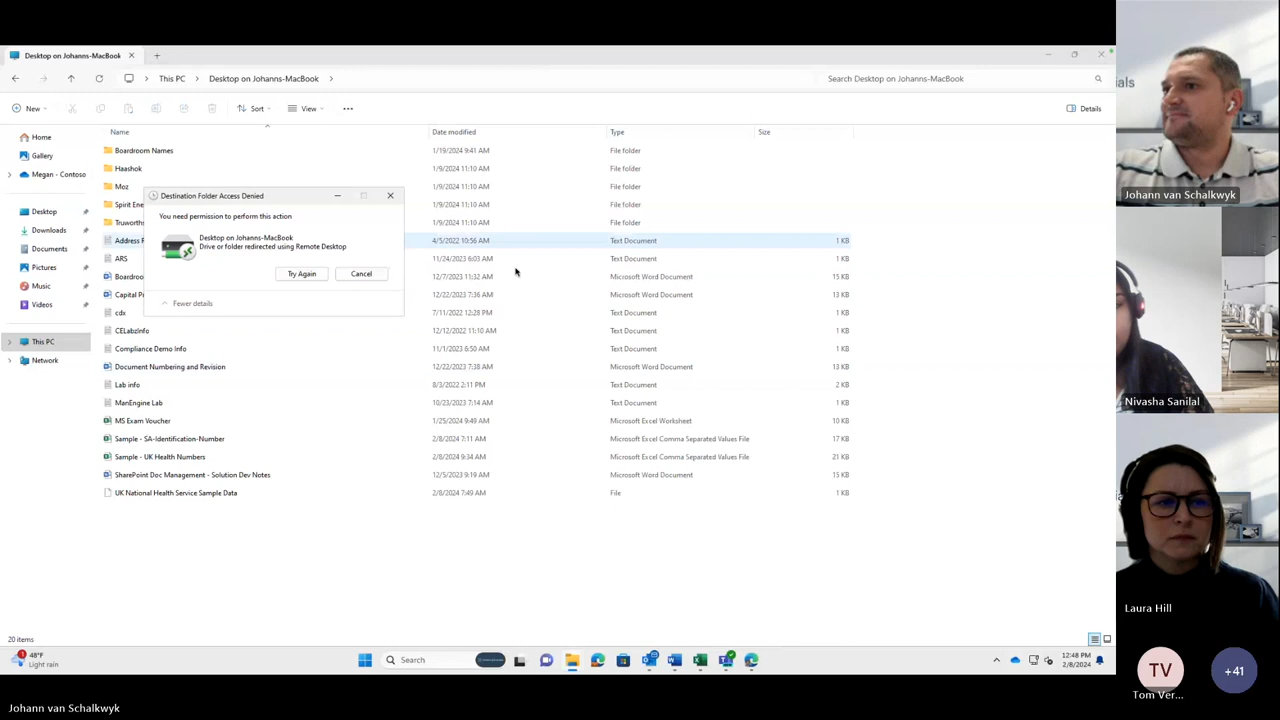 Desktop on Johanns-MacBook
This PC > Desktop on Johanns-MacBook >
Search Desktop on Johanns-MacBook
New
Sort
View
Details
Home
Gallery
Megan - Contoso
Desktop
Downloads
Documents
Pictures
Music
Videos
This PC
Network
Name Date modified Type Size
Boardroom Names 1/19/2024 9:41 AM File folder
Haashok 1/9/2024 11:10 AM File folder
Moz 1/9/2024 11:10 AM File folder
Spirit Ene 1/9/2024 11:10 AM File folder
Truworths 1/9/2024 11:10 AM File folder
Address 4/5/2022 10:56 AM Text Document 1 KB
ARS 11/24/2023 6:03 AM Text Document 1 KB
Boardroo 12/7/2023 11:32 AM Microsoft Word Document 15 KB
Capital Pr 12/22/2023 7:36 AM Microsoft Word Document 13 KB
cdx 7/11/2022 12:28 PM Text Document 1 KB
CELabzInfo 12/12/2022 11:10 AM Text Document 1 KB
Compliance Demo Info 11/1/2023 6:50 AM Text Document 1 KB
Document Numbering and Revision 12/22/2023 7:38 AM Microsoft Word Document 13 KB
Lab info 8/3/2022 2:11 PM Text Document 2 KB
ManEngine Lab 10/23/2023 7:14 AM Text Document 1 KB
MS Exam Voucher 1/25/2024 9:49 AM Microsoft Excel Worksheet 10 KB
Sample - SA-Identification-Number 2/8/2024 7:11 AM Microsoft Excel Comma Separated Values File 17 KB
Sample - UK Health Numbers 2/8/2024 9:34 AM Microsoft Excel Comma Separated Values File 21 KB
SharePoint Doc Management - Solution Dev Notes 12/5/2023 9:19 AM Microsoft Word Document 15 KB
UK National Health Service Sample Data 2/8/2024 7:49 AM File 1 KB
Destination Folder Access Denied
You need permission to perform this action
Desktop on Johanns-MacBook
Drive or folder redirected using Remote Desktop
Try Again
Cancel
Fewer details
20 items
48°F
Light rain
Search
12:48 PM
2/8/2024
ials
Johann van Schalkwyk
Nivasha Sanilal
Laura Hill
TV
Tom Ver...
+41
Johann van Schalkwyk